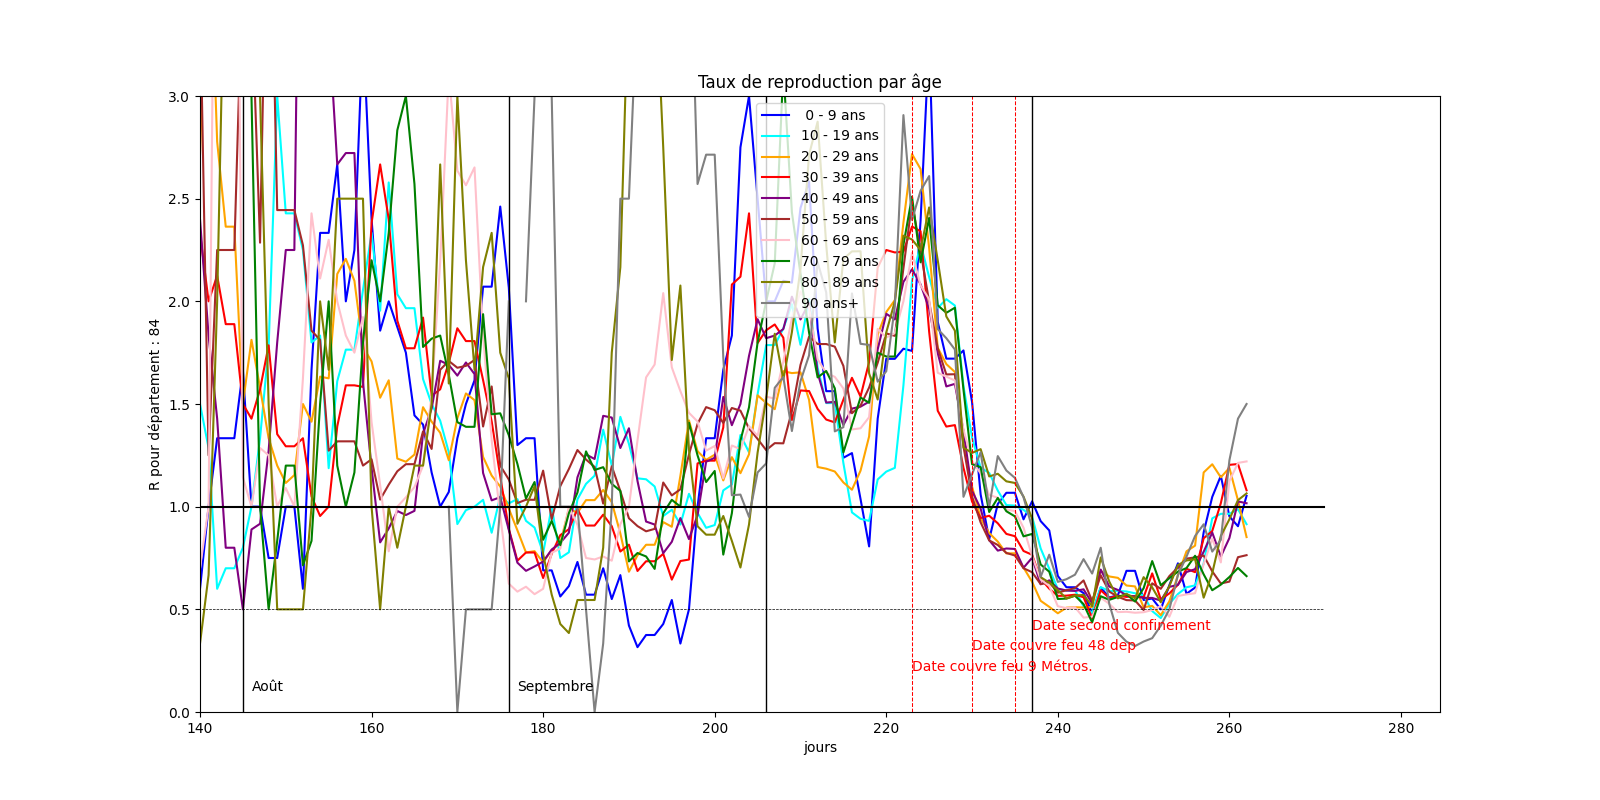 Taux de reproduction par âge
R pour département : 84
3.0
2.5
2.0
1.5
1.0
0.5
0.0
0 - 9 ans
10 - 19 ans
20 - 29 ans
30 - 39 ans
40 - 49 ans
50 - 59 ans
60 - 69 ans
70 - 79 ans
80 - 89 ans
90 ans+
Date second confinement
Date couvre feu 48 dep
Date couvre feu 9 Métros.
Août
Septembre
140
160
180
200
220
240
260
280
jours